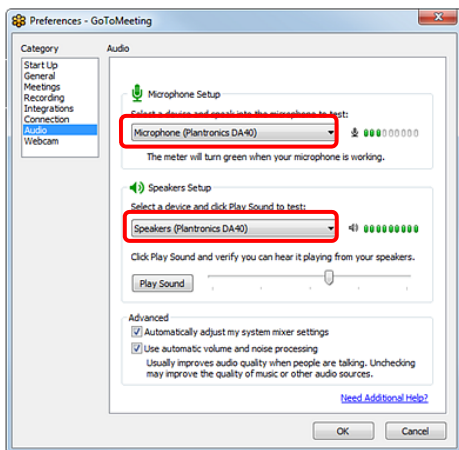 Preferences - GoToMeeting
Category
Audio
Start Up
General
Meetings
Recording
Integrations
Connection
Audio
Webcam
Microphone Setup
Select a device and speak into the microphone to test:
Microphone (Plantronics DA40)
The meter will turn green when your microphone is working.
Speakers Setup
Select a device and click Play Sound to test:
Speakers (Plantronics DA40)
Click Play Sound and verify you can hear it playing from your speakers.
Play Sound
Advanced
Automatically adjust my system mixer settings
Use automatic volume and noise processing
Usually improves audio quality when people are talking. Unchecking
may improve the quality of music or other audio sources.
Need Additional Help?
OK
Cancel